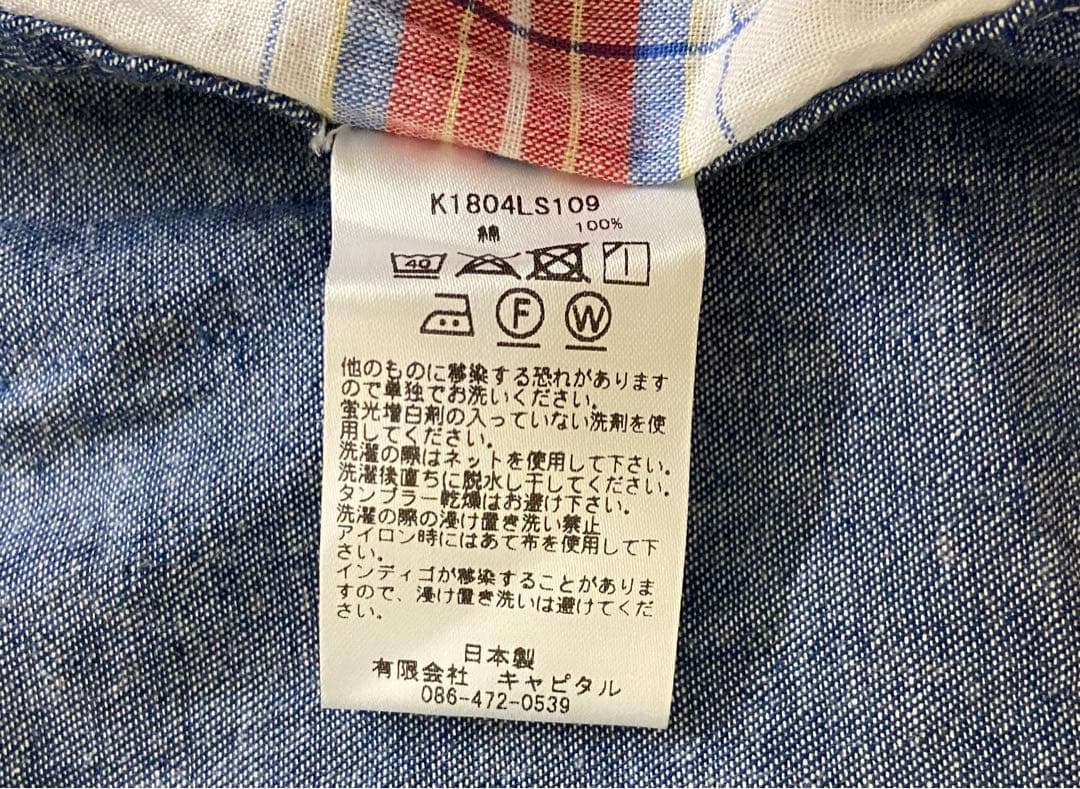 K1804LS109
綿 100%
40
F W
他のものに移染する恐れがあります
ので単独でお洗いください。
蛍光増白剤の入っていない洗剤を使
用してください。
洗濯の際はネットを使用して下さい。
洗濯後直ちに脱水し干してください。
タンブラー乾燥はお避け下さい。
洗濯の際の浸け置き洗い禁止
アイロン時にはあて布を使用して下
さい。
インディゴが移染することがありま
すので、浸け置き洗いは避けてくだ
さい。
日本製
有限会社 キャピタル
086-472-0539